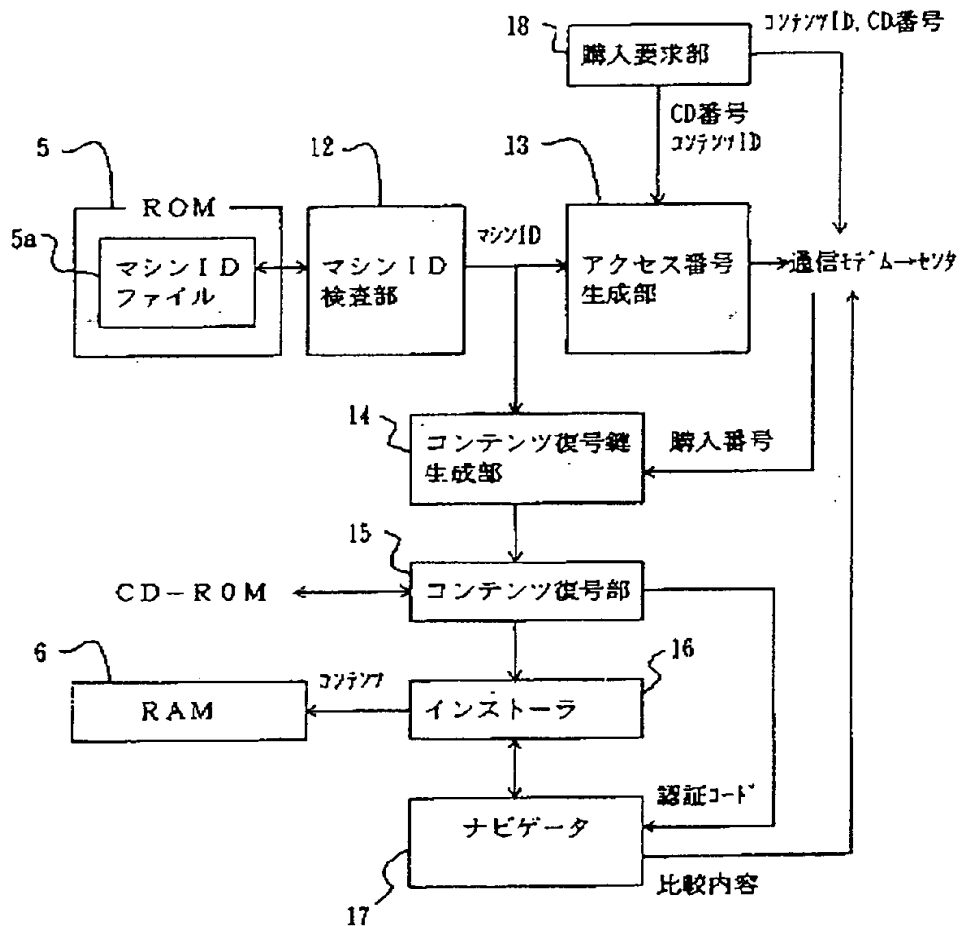 18
購入要求部
コンテンツID, CD番号
CD番号
コンテンツID
5
ROM
5a
マシンID
ファイル
12
マシンID
検査部
マシンID
13
アクセス番号
生成部
通信モデム→センタ
14
コンテンツ復号鍵
生成部
購入番号
15
コンテンツ復号部
CD-ROM
6
RAM
コンテンツ
16
インストーラ
認証コード
ナビゲータ
17
比較内容